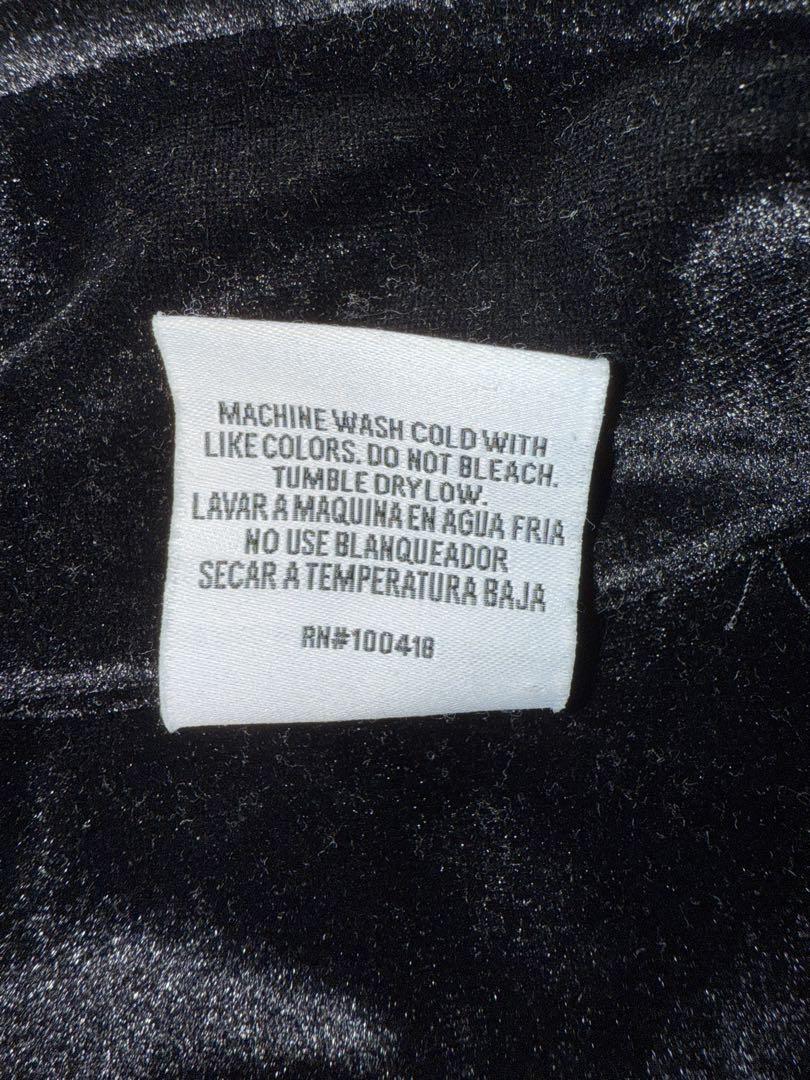 MACHINE WASH COLD WITH
LIKE COLORS. DO NOT BLEACH.
TUMBLE DRY LOW.
LAVAR A MAQUINA EN AGUA FRIA
NO USE BLANQUEADOR
SECAR A TEMPERATURA BAJA
RN#100418